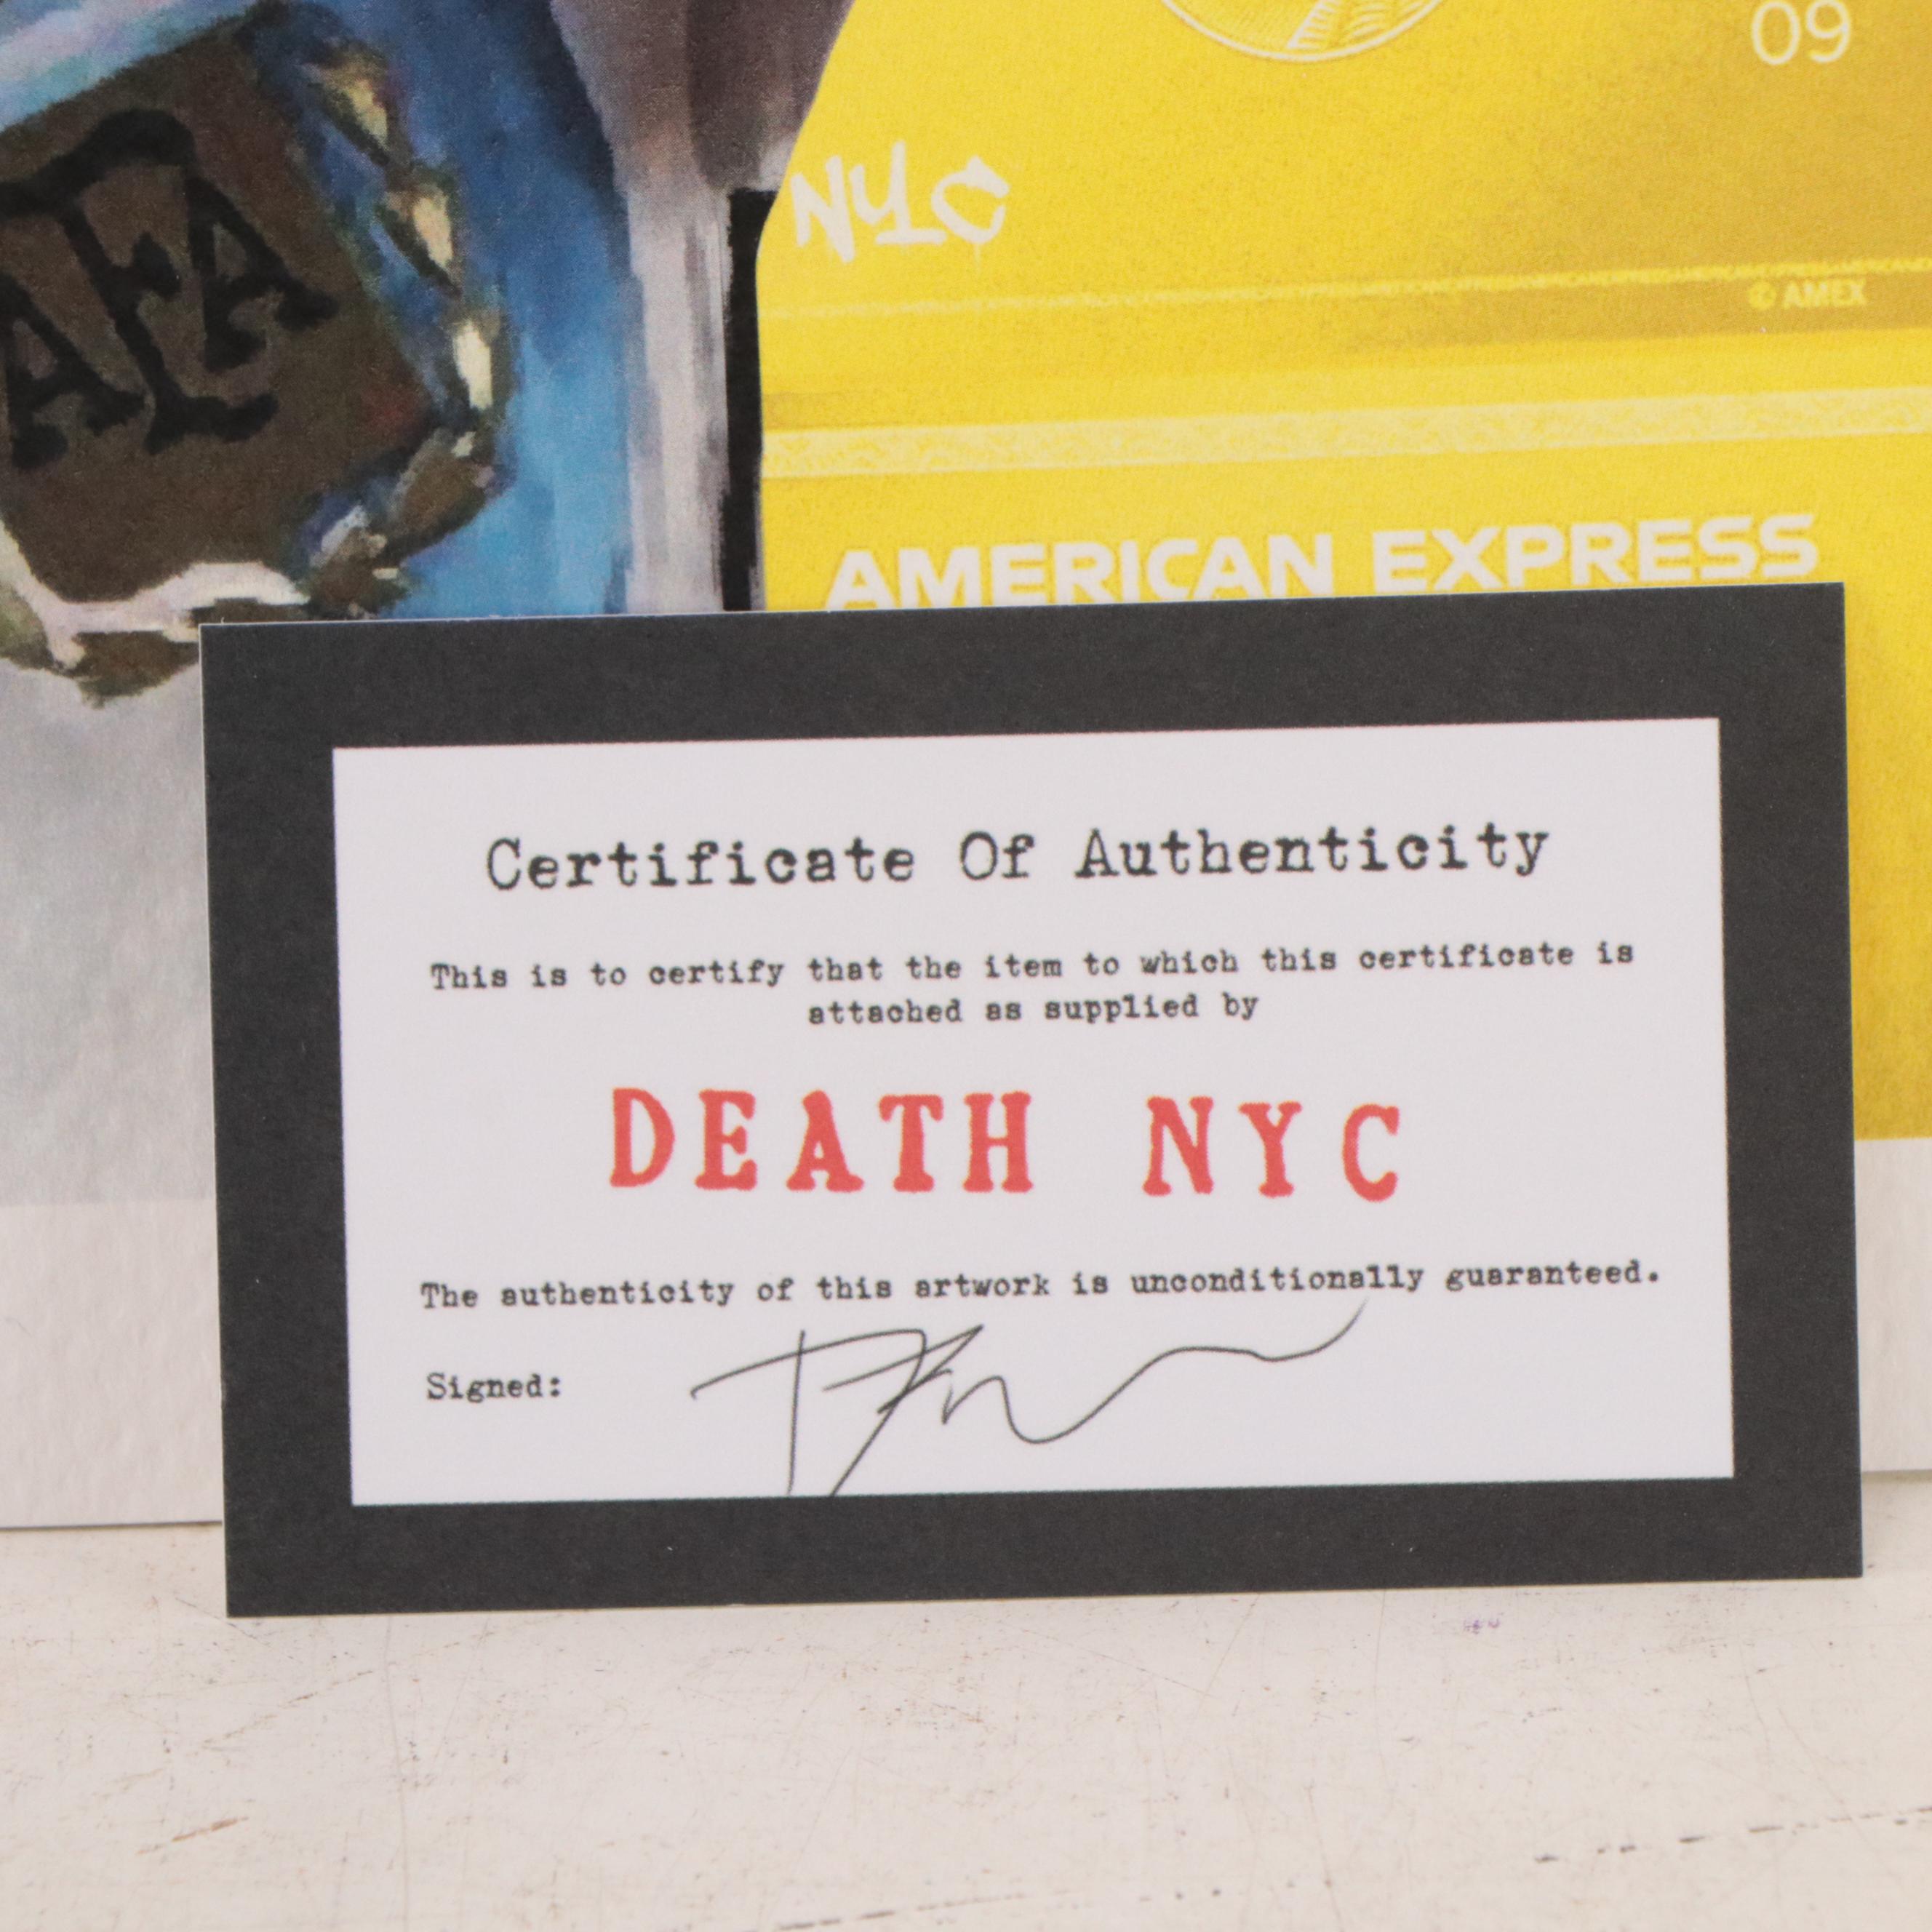 09
NYC
© AMEX
AFA
AMERICAN EXPRESS
Certificate Of Authenticity
This is to certify that the item to which this certificate is
attached as supplied by
DEATH NYC
The authenticity of this artwork is unconditionally guaranteed.
Signed: